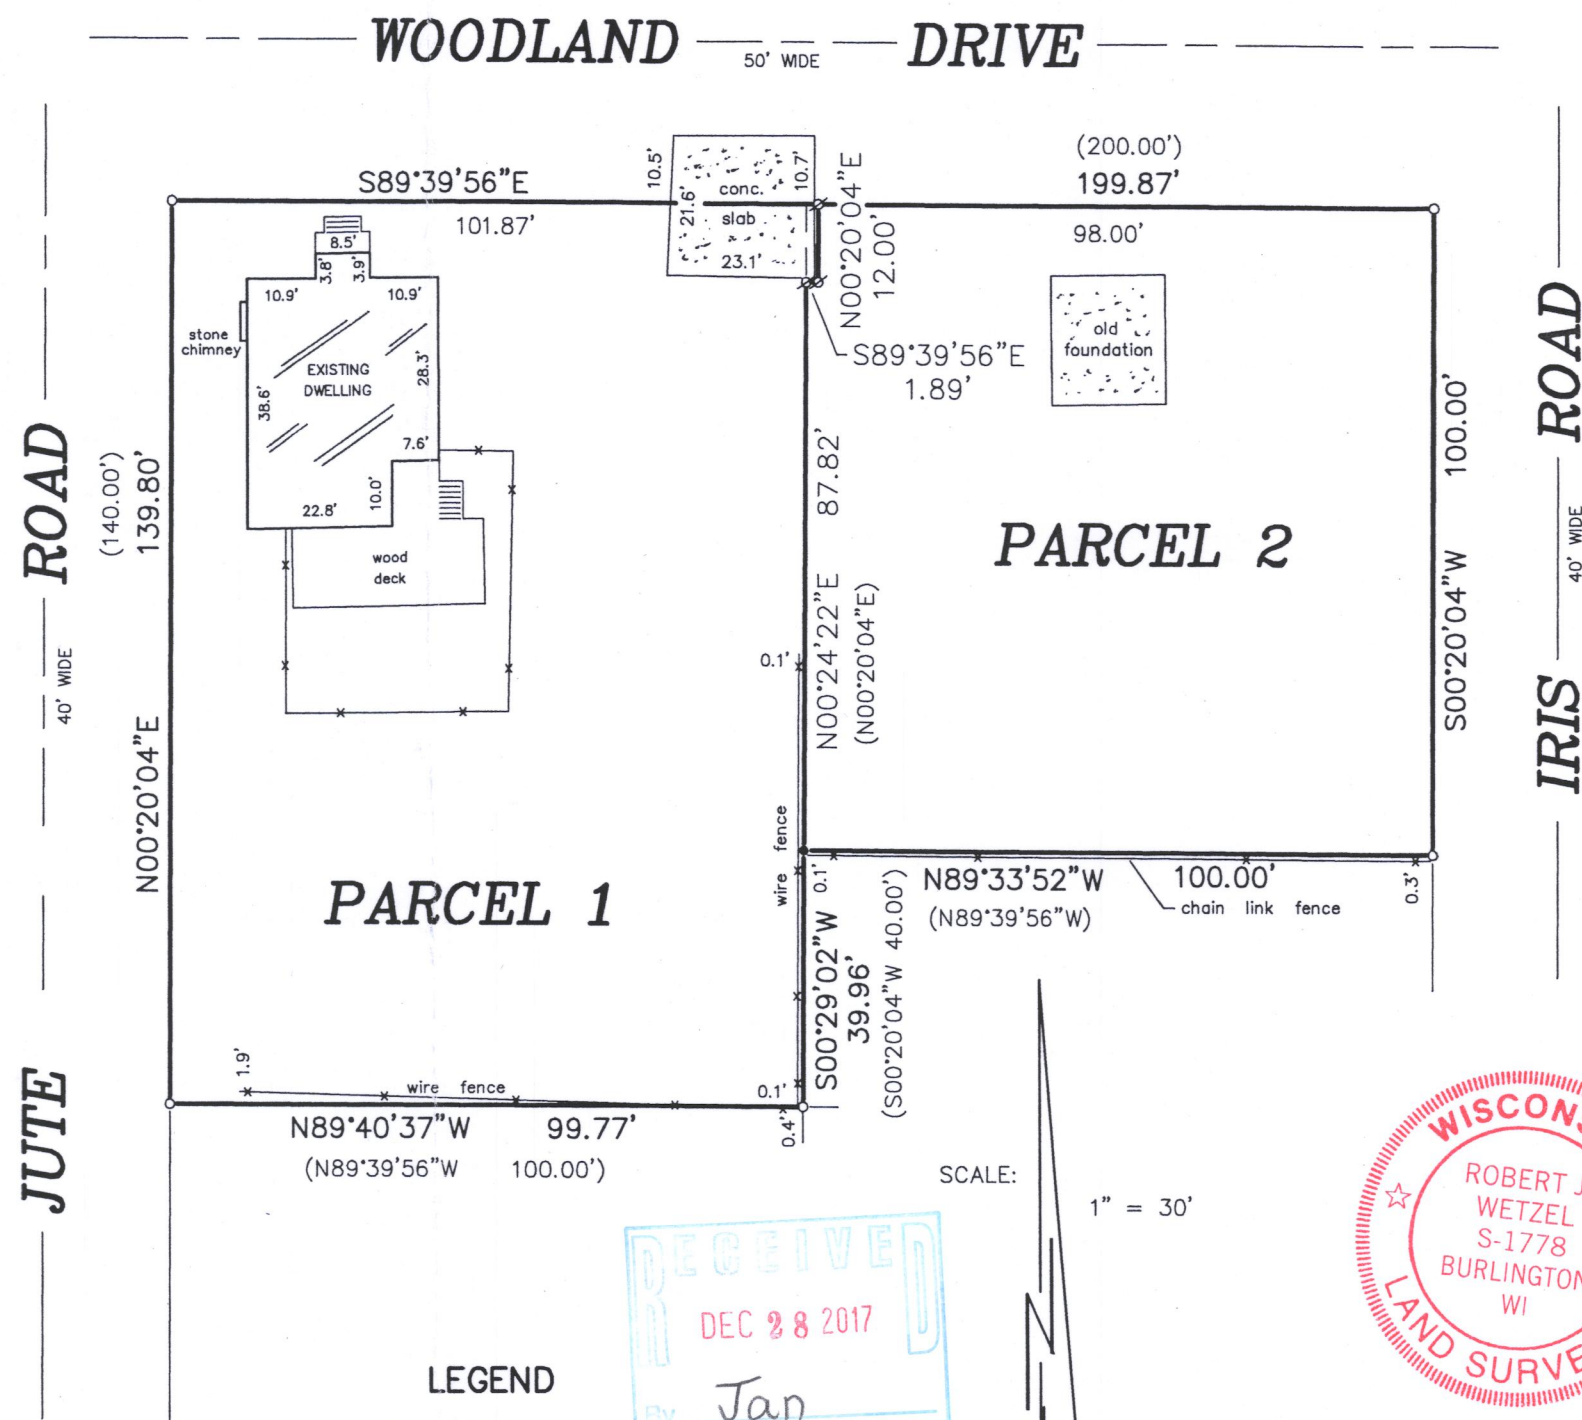 WOODLAND DRIVE
50' WIDE
(200.00')
199.87'
S89°39'56"E
101.87'
98.00'
10.5'
10.7'
conc.
21.6'
slab
23.1'
N00°20'04"E
12.00'
S89°39'56"E
1.89'
8.5'
3.8'
3.9'
10.9'
10.9'
stone
chimney
EXISTING
DWELLING
28.3'
38.6'
7.6'
10.0'
22.8'
wood
deck
old
foundation
JUTE ROAD
40' WIDE
(140.00')
139.80'
N00°20'04"E
87.82'
N00°24'22"E
(N00°20'04"E)
PARCEL 2
100.00'
S00°20'04"W
IRIS ROAD
40' WIDE
0.1'
wire fence
PARCEL 1
0.1'
N89°33'52"W 100.00'
(N89°39'56"W)
chain link fence
0.3'
S00°29'02"W
39.96'
(S00°20'04"W 40.00')
1.9'
wire fence
0.1'
0.4'
N89°40'37"W 99.77'
(N89°39'56"W 100.00')
SCALE:
1" = 30'
N
RECEIVED
DEC 28 2017
By Jan
LEGEND
WISCONS
ROBERT J
WETZEL
S-1778
BURLINGTON
WI
LAND SURVE